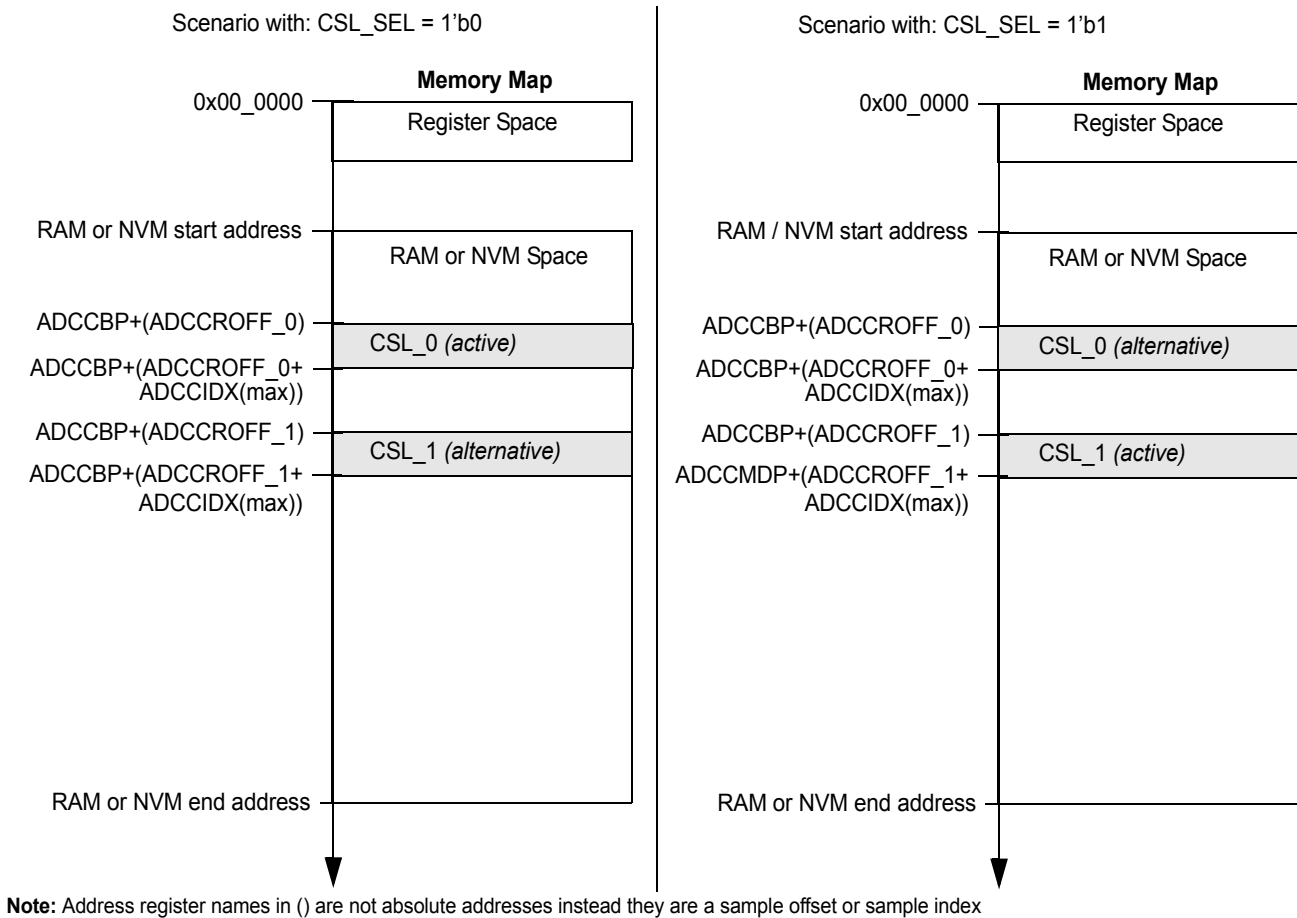 Scenario with: CSL_SEL = 1’b0
Memory Map
0x00_0000
Register Space
RAM or NVM start address
RAM or NVM Space
ADCCBP+(ADCCROFF_0)
CSL_0 (active)
ADCCBP+(ADCCROFF_0+
ADCCIDX(max))
ADCCBP+(ADCCROFF_1)
CSL_1 (alternative)
ADCCBP+(ADCCROFF_1+
ADCCIDX(max))
RAM or NVM end address
Scenario with: CSL_SEL = 1’b1
Memory Map
0x00_0000
Register Space
RAM / NVM start address
RAM or NVM Space
ADCCBP+(ADCCROFF_0)
CSL_0 (alternative)
ADCCBP+(ADCCROFF_0+
ADCCIDX(max))
ADCCBP+(ADCCROFF_1)
CSL_1 (active)
ADCCMDP+(ADCCROFF_1+
ADCCIDX(max))
RAM or NVM end address
Note: Address register names in () are not absolute addresses instead they are a sample offset or sample index